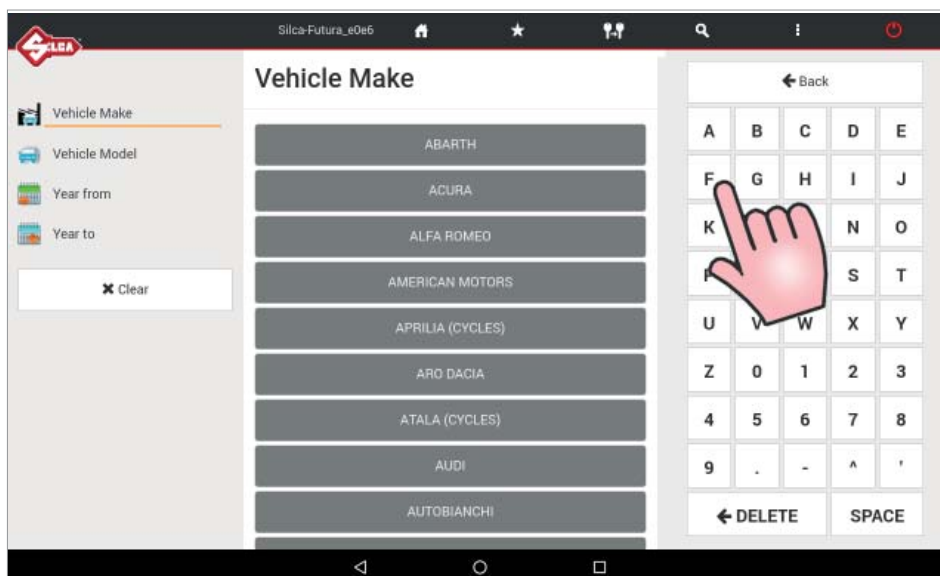 SILCA
Silca-Futura_e0e6
Vehicle Make
Vehicle Model
Year from
Year to
Clear
Vehicle Make
ABARTH
ACURA
ALFA ROMEO
AMERICAN MOTORS
APRILIA (CYCLES)
ARO DACIA
ATALA (CYCLES)
AUDI
AUTOBIANCHI
Back
A B C D E
F G H I J
K N O
S T
U V W X Y
Z 0 1 2 3
4 5 6 7 8
9 . - ^ '
DELETE SPACE